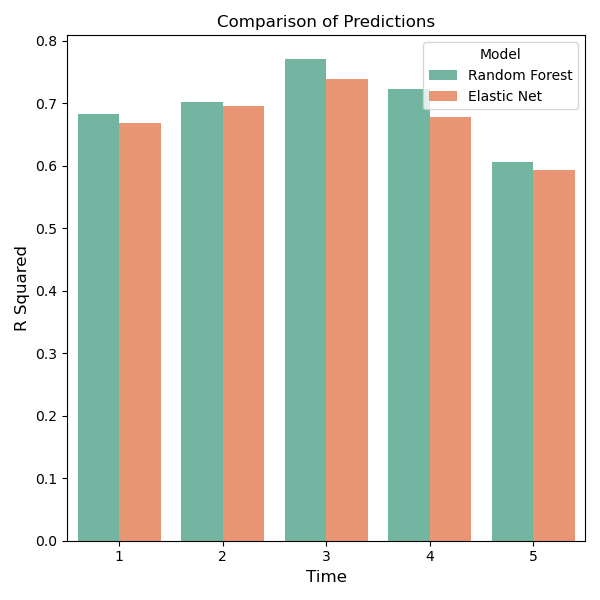 Comparison of Predictions
Model
Random Forest
Elastic Net
R Squared
0.8
0.7
0.6
0.5
0.4
0.3
0.2
0.1
0.0
1 2 3 4 5
Time